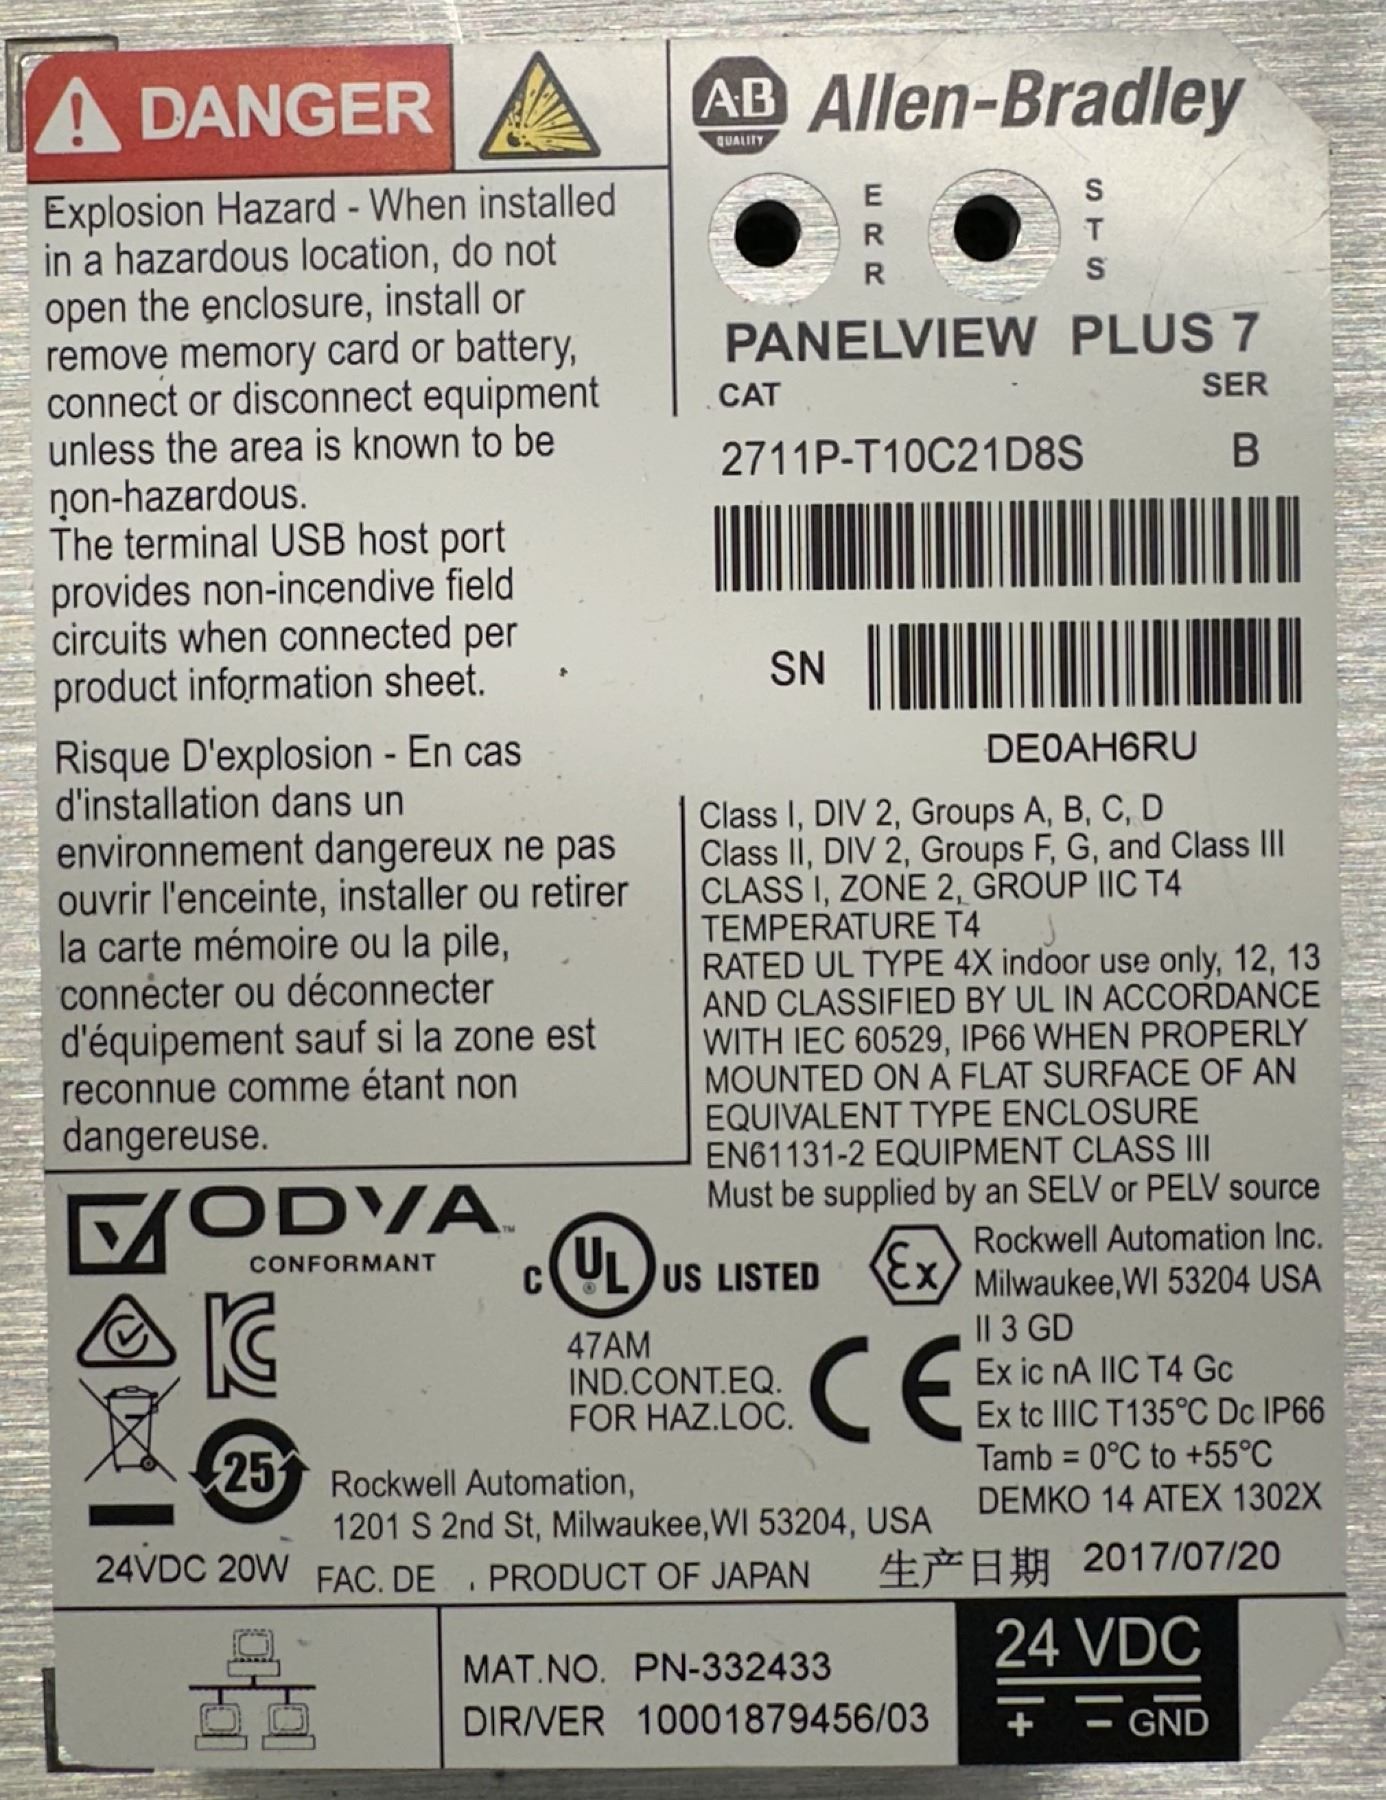 DANGER
Explosion Hazard - When installed
in a hazardous location, do not
open the enclosure, install or
remove memory card or battery,
connect or disconnect equipment
unless the area is known to be
non-hazardous.
The terminal USB host port
provides non-incendive field
circuits when connected per
product information sheet.
Risque D'explosion - En cas
d'installation dans un
environnement dangereux ne pas
ouvrir l'enceinte, installer ou retirer
la carte mémoire ou la pile,
connecter ou déconnecter
d'équipement sauf si la zone est
reconnue comme étant non
dangereuse.
A-B
QUALITY
Allen-Bradley
ERR
STS
PANELVIEW PLUS 7
CAT SER
2711P-T10C21D8S B
SN
DE0AH6RU
Class I, DIV 2, Groups A, B, C, D
Class II, DIV 2, Groups F, G, and Class III
CLASS I, ZONE 2, GROUP IIC T4
TEMPERATURE T4
RATED UL TYPE 4X indoor use only, 12, 13
AND CLASSIFIED BY UL IN ACCORDANCE
WITH IEC 60529, IP66 WHEN PROPERLY
MOUNTED ON A FLAT SURFACE OF AN
EQUIVALENT TYPE ENCLOSURE
EN61131-2 EQUIPMENT CLASS III
Must be supplied by an SELV or PELV source
ODVA™
CONFORMANT
C UL® US LISTED
47AM
IND.CONT.EQ.
FOR HAZ.LOC.
CE
Ex
Rockwell Automation Inc.
Milwaukee,WI 53204 USA
II 3 GD
Ex ic nA IIC T4 Gc
Ex tc IIIC T135°C Dc IP66
Tamb = 0°C to +55°C
DEMKO 14 ATEX 1302X
25
Rockwell Automation,
1201 S 2nd St, Milwaukee,WI 53204, USA
24VDC 20W FAC. DE , PRODUCT OF JAPAN 生产日期 2017/07/20
MAT.NO. PN-332433
DIR/VER 10001879456/03
24 VDC
+ − GND